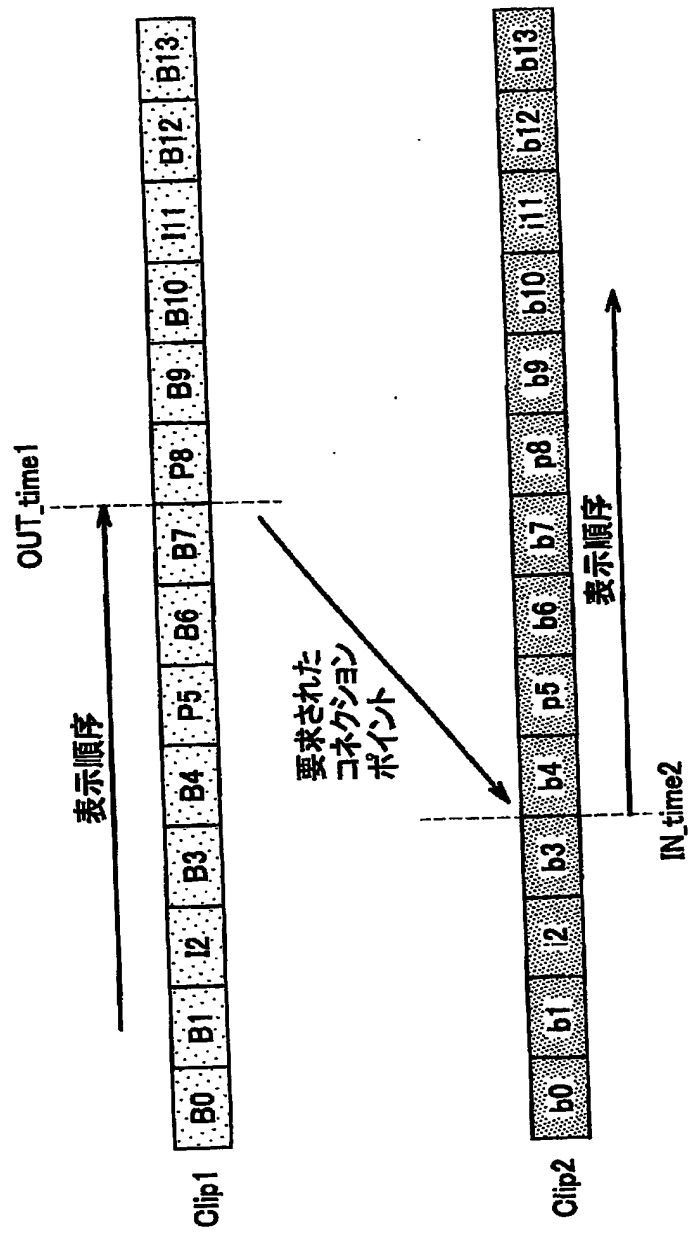 OUT_time1
表示順序
Clip1 B0 B1 I2 B3 B4 P5 B6 B7 P8 B9 B10 I11 B12 B13
要求された
コネクション
ポイント
Clip2 b0 b1 i2 b3 b4 p5 b6 b7 p8 b9 b10 i11 b12 b13
表示順序
IN_time2